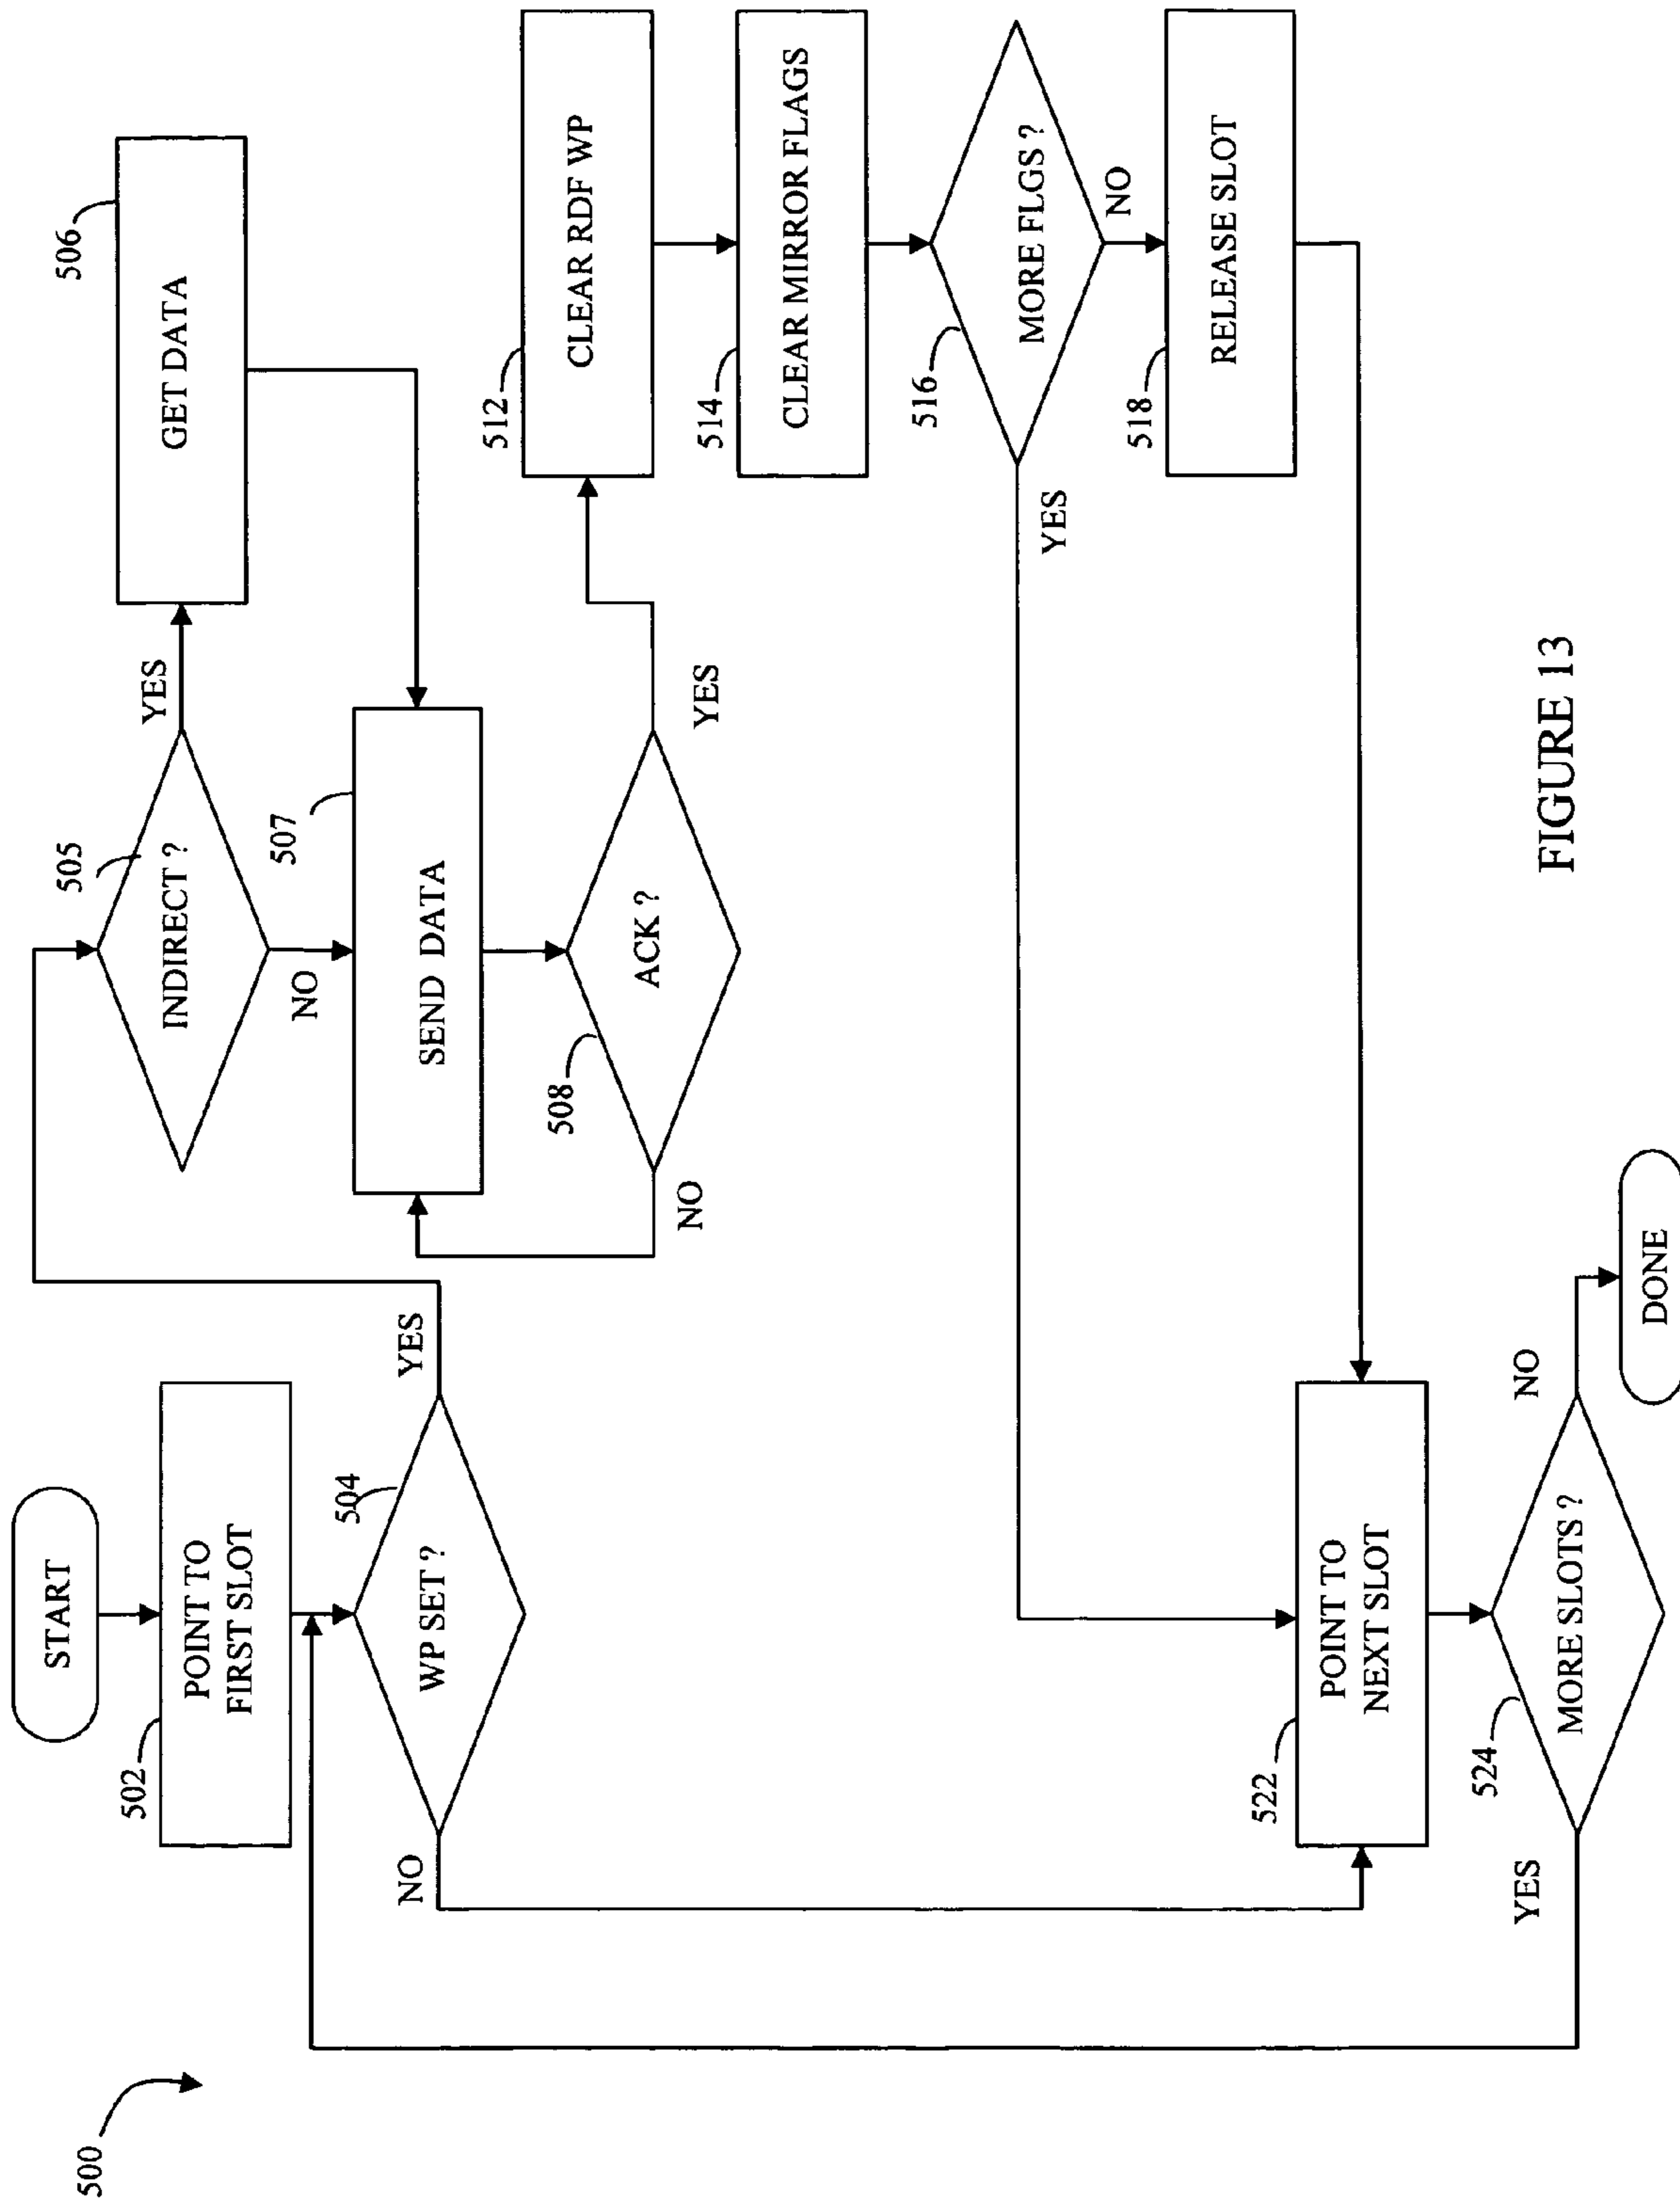 500
START
502
POINT TO
FIRST SLOT
504
WP SET ?
YES
NO
505
INDIRECT ?
YES
NO
506
GET DATA
507
SEND DATA
508
ACK ?
YES
NO
512
CLEAR RDF WP
514
CLEAR MIRROR FLAGS
516
MORE FLGS ?
YES
NO
518
RELEASE SLOT
522
POINT TO
NEXT SLOT
524
MORE SLOTS ?
YES
NO
DONE
FIGURE 13